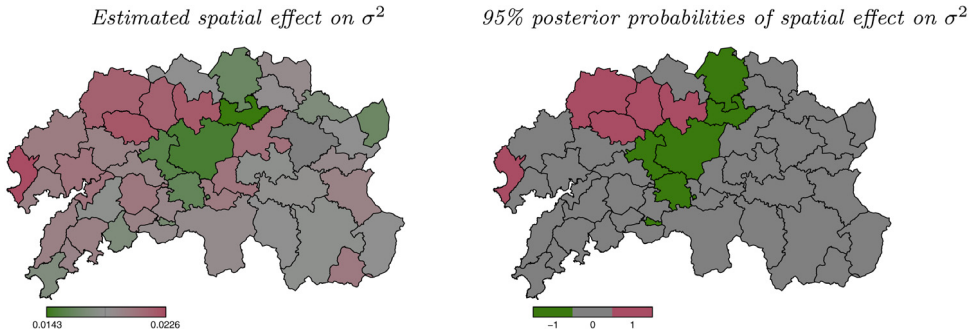 Estimated spatial effect on σ²
95% posterior probabilities of spatial effect on σ²
0.0143 0.0226
-1 0 1